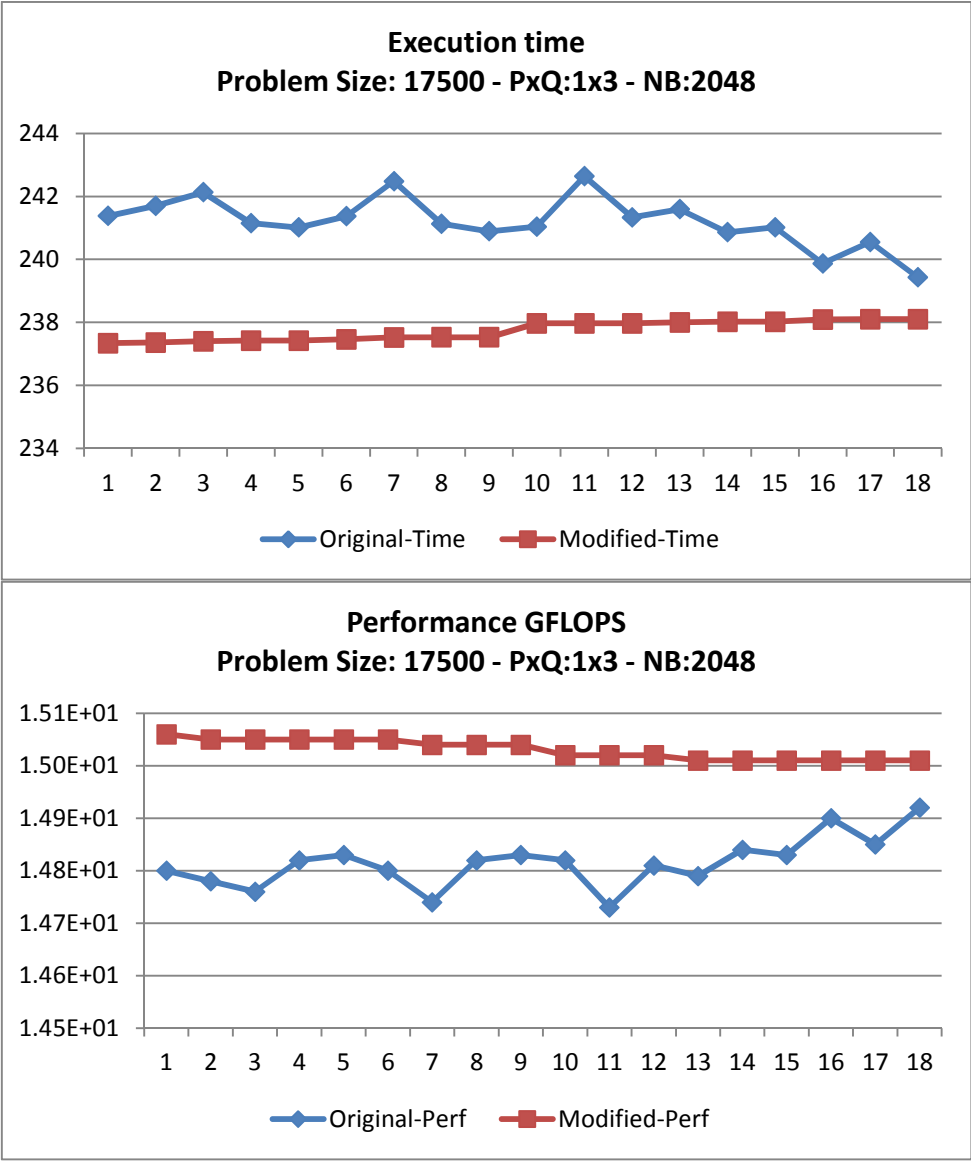 Execution time
Problem Size: 17500 - PxQ:1x3 - NB:2048
244
242
240
238
236
234
1 2 3 4 5 6 7 8 9 10 11 12 13 14 15 16 17 18
Original-Time Modified-Time
Performance GFLOPS
Problem Size: 17500 - PxQ:1x3 - NB:2048
1.51E+01
1.50E+01
1.49E+01
1.48E+01
1.47E+01
1.46E+01
1.45E+01
1 2 3 4 5 6 7 8 9 10 11 12 13 14 15 16 17 18
Original-Perf Modified-Perf